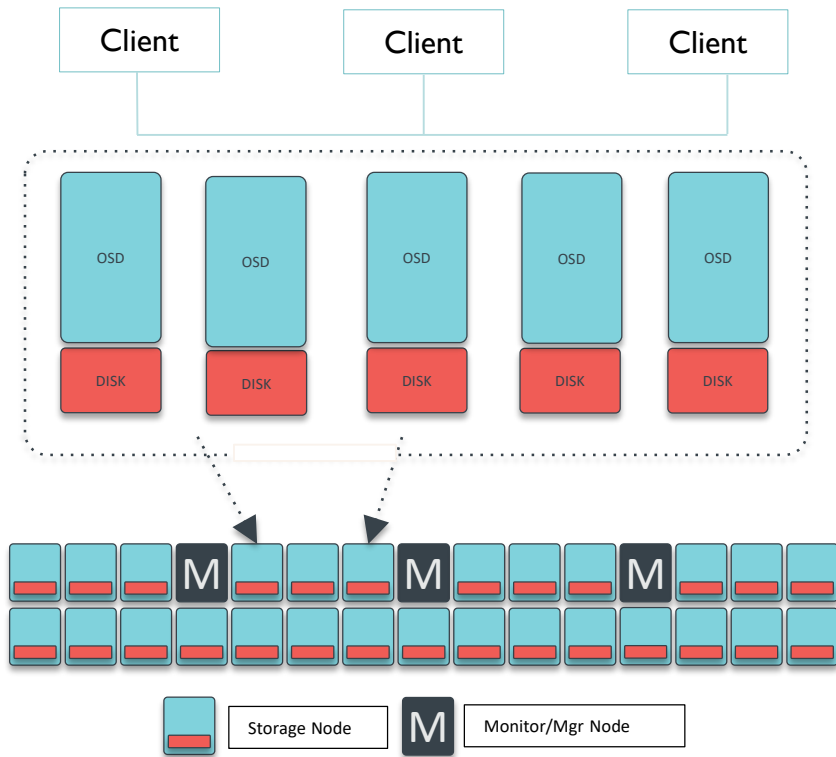 Client Client Client
OSD OSD OSD OSD OSD
DISK DISK DISK DISK DISK
M M M
Storage Node M Monitor/Mgr Node